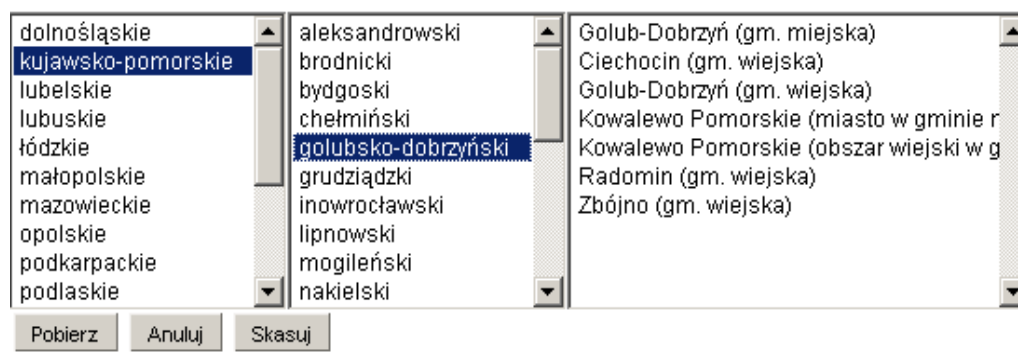 dolnośląskie
kujawsko-pomorskie
lubelskie
lubuskie
łódzkie
małopolskie
mazowieckie
opolskie
podkarpackie
podlaskie
aleksandrowski
brodnicki
bydgoski
chełmiński
golubsko-dobrzyński
grudziądzki
inowrocławski
lipnowski
mogileński
nakielski
Golub-Dobrzyń (gm. miejska)
Ciechocin (gm. wiejska)
Golub-Dobrzyń (gm. wiejska)
Kowalewo Pomorskie (miasto w gminie
Kowalewo Pomorskie (obszar wiejski w g
Radomin (gm. wiejska)
Zbójno (gm. wiejska)
Pobierz Anuluj Skasuj